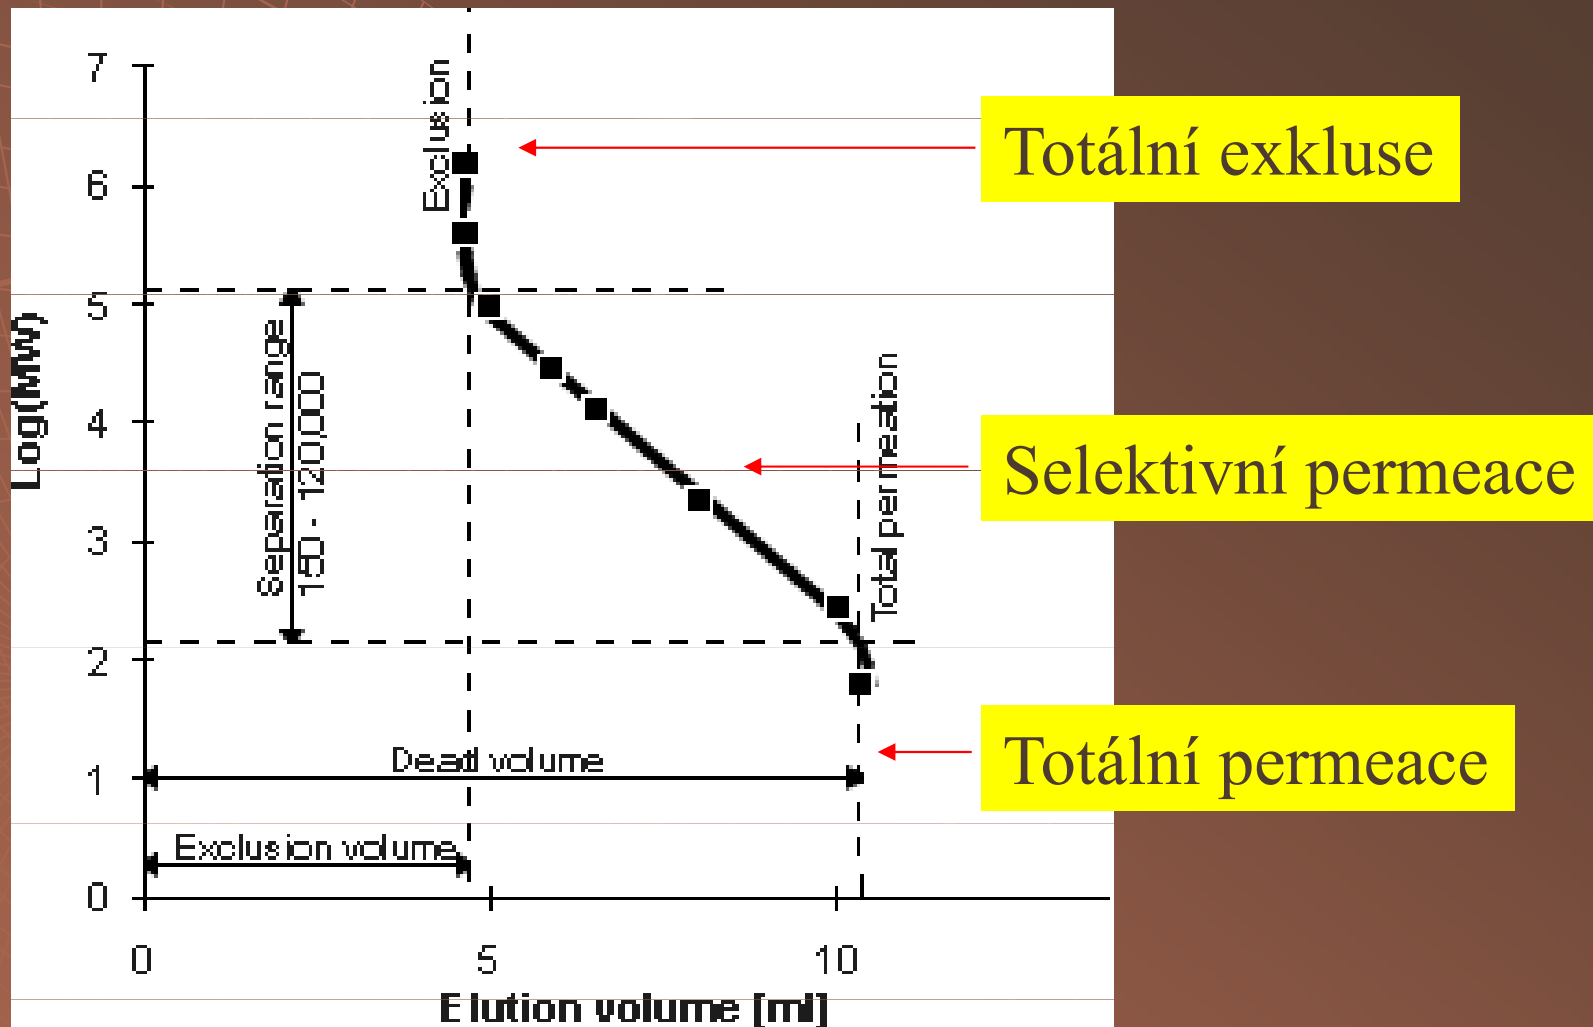 7
6
5
4
3
2
1
0
Log(MW)
Exclusion
Totální exkluse
Separation range
150 - 120,000
Selektivní permeace
Total permeation
Totální permeace
Dead volume
Exclusion volume
0
5
10
Elution volume [ml]